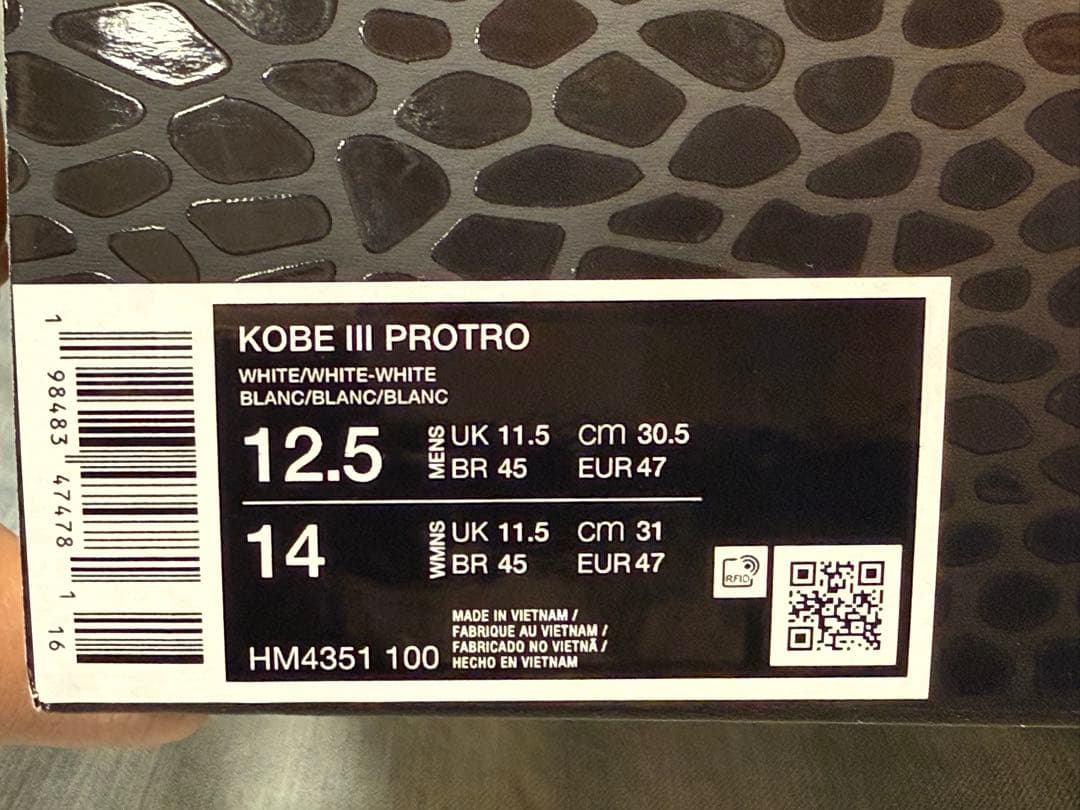 1 98483 47478 1 16
KOBE III PROTRO
WHITE/WHITE-WHITE
BLANC/BLANC/BLANC
12.5 MENS UK 11.5 cm 30.5
BR 45 EUR 47
14 WMNS UK 11.5 cm 31
BR 45 EUR 47
RFID
MADE IN VIETNAM /
FABRIQUE AU VIETNAM /
FABRICADO NO VIETNÃ /
HM4351 100 HECHO EN VIETNAM